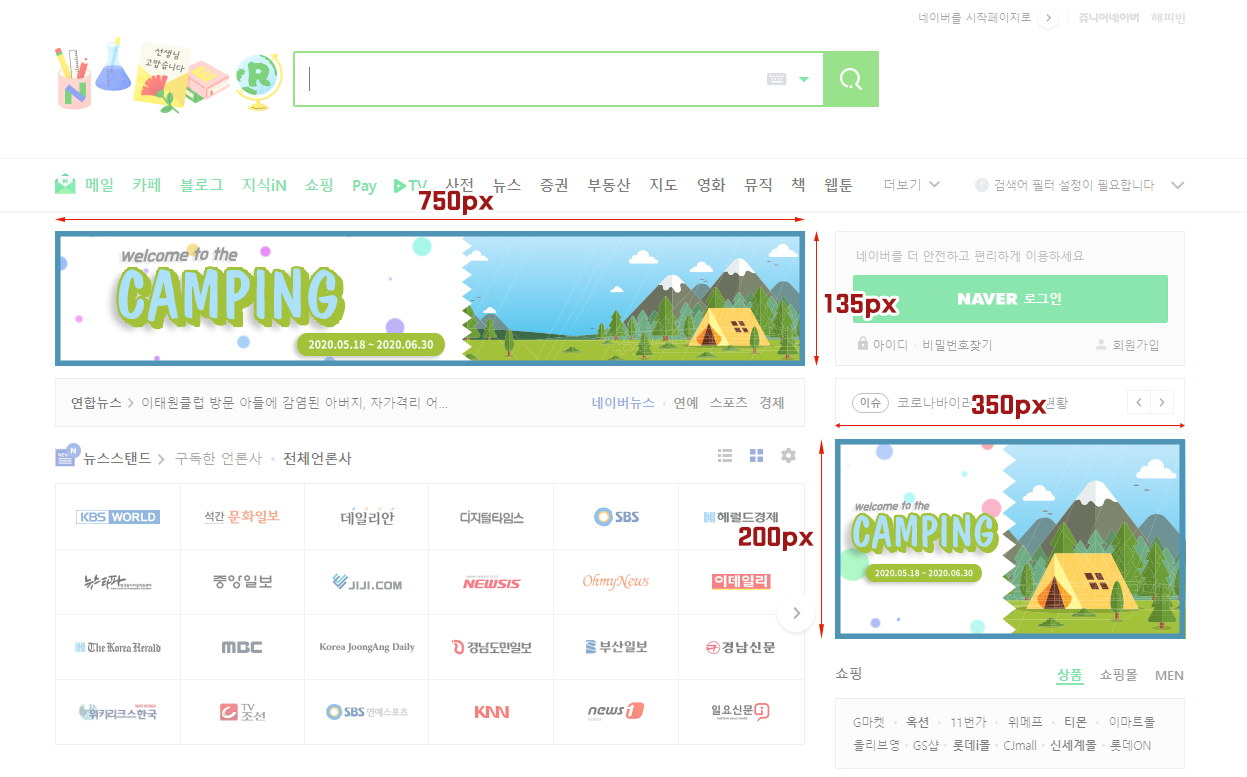 네이버를 시작페이지로 쥬니어네이버 해피빈
선생님
고맙습니다
N R
메일 카페 블로그 지식iN 쇼핑 Pay TV 사전 뉴스 증권 부동산 지도 영화 뮤직 책 웹툰 더보기 검색어 필터 설정이 필요합니다
750px
welcome to the
CAMPING
2020.05.18 ~ 2020.06.30
135px
네이버를 더 안전하고 편리하게 이용하세요
NAVER 로그인
아이디 · 비밀번호찾기 회원가입
연합뉴스 이태원클럽 방문 아들에 감염된 아버지, 자가격리 어... 네이버뉴스 · 연예 스포츠 경제
이슈 코로나바이러 현황
350px
뉴스스탠드 구독한 언론사 · 전체언론사
KBS WORLD 석간 문화일보 데일리안 디지털타임스 SBS 헤럴드경제
200px
뉴스타파 중앙일보 JIJI.COM NEWSIS OhmyNews 이데일리
The Korea Herald MBC Korea JoongAng Daily 경남도민일보 부산일보 경남신문
위키리크스한국 TV조선 SBS 연예스포츠 KNN news1 KOREA 일요신문
welcome to the
CAMPING
2020.05.18 ~ 2020.06.30
쇼핑 상품 쇼핑몰 MEN
G마켓 · 옥션 · 11번가 · 위메프 · 티몬 · 이마트몰
올리브영 · GS샵 · 롯데i몰 · CJmall · 신세계몰 · 롯데ON